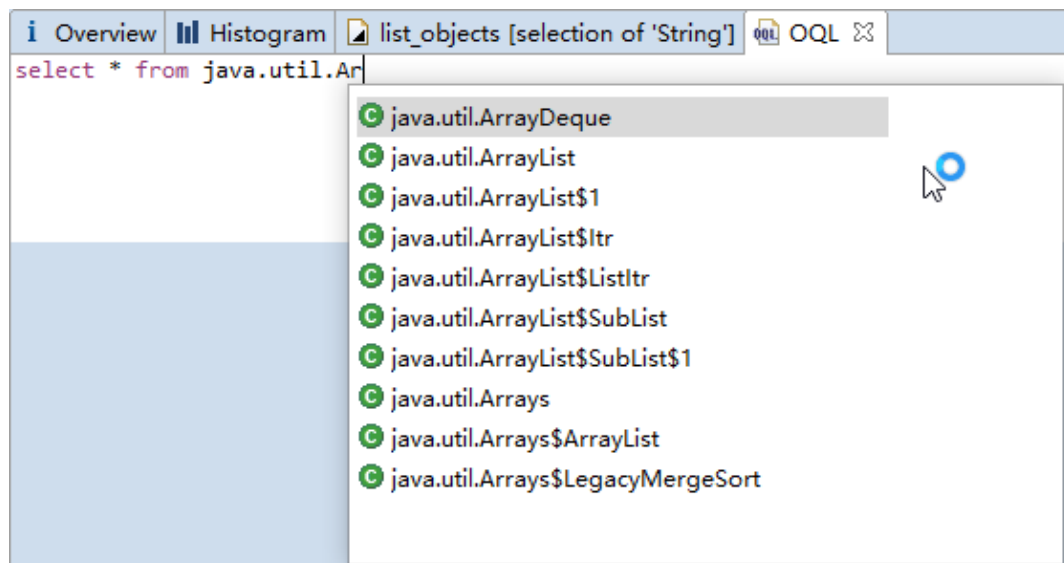 i Overview Histogram list_objects [selection of 'String'] OQL OQL
select * from java.util.Ar
C java.util.ArrayDeque
C java.util.ArrayList
C java.util.ArrayList$1
C java.util.ArrayList$Itr
C java.util.ArrayList$ListItr
C java.util.ArrayList$SubList
C java.util.ArrayList$SubList$1
C java.util.Arrays
C java.util.Arrays$ArrayList
C java.util.Arrays$LegacyMergeSort